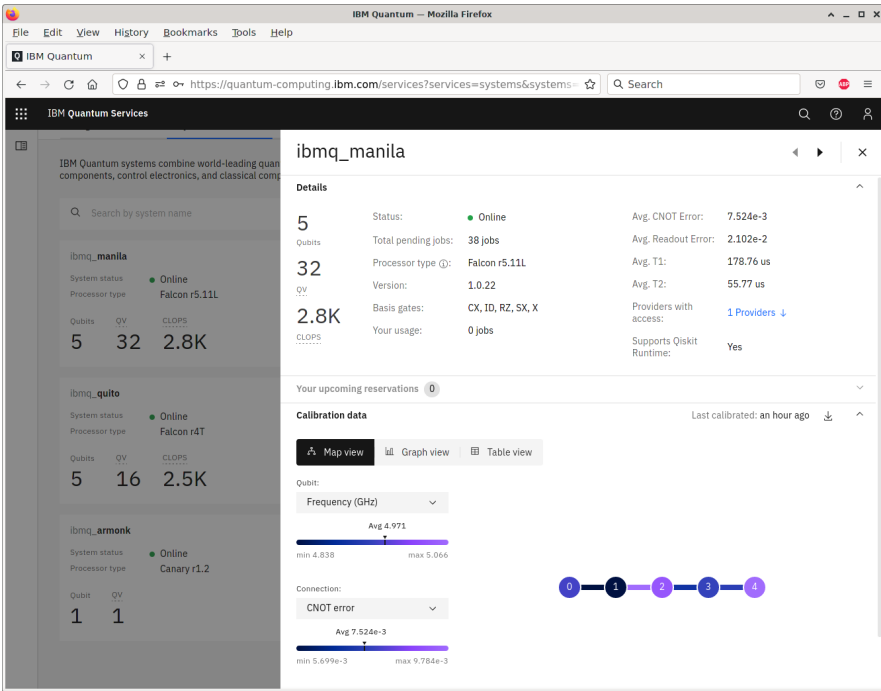 IBM Quantum — Mozilla Firefox
File Edit View History Bookmarks Tools Help
IBM Quantum
https://quantum-computing.ibm.com/services?services=systems&systems=
Search
ABP
IBM Quantum Services
IBM Quantum systems combine world-leading quan
components, control electronics, and classical comp
Search by system name
ibmq_manila
System status Online
Processor type Falcon r5.11L
Qubits QV CLOPS
5 32 2.8K
ibmq_quito
System status Online
Processor type Falcon r4T
Qubits QV CLOPS
5 16 2.5K
ibmq_armonk
System status Online
Processor type Canary r1.2
Qubit QV
1 1
ibmq_manila
Details
5
Qubits
32
QV
2.8K
CLOPS
Status: Online
Total pending jobs: 38 jobs
Processor type: Falcon r5.11L
Version: 1.0.22
Basis gates: CX, ID, RZ, SX, X
Your usage: 0 jobs
Avg. CNOT Error: 7.524e-3
Avg. Readout Error: 2.102e-2
Avg. T1: 178.76 us
Avg. T2: 55.77 us
Providers with
access:
1 Providers ↓
Supports Qiskit
Runtime:
Yes
Your upcoming reservations 0
Calibration data
Last calibrated: an hour ago
Map view Graph view Table view
Qubit:
Frequency (GHz)
Avg 4.971
min 4.838 max 5.066
Connection:
CNOT error
Avg 7.524e-3
min 5.699e-3 max 9.784e-3
0 1 2 3 4